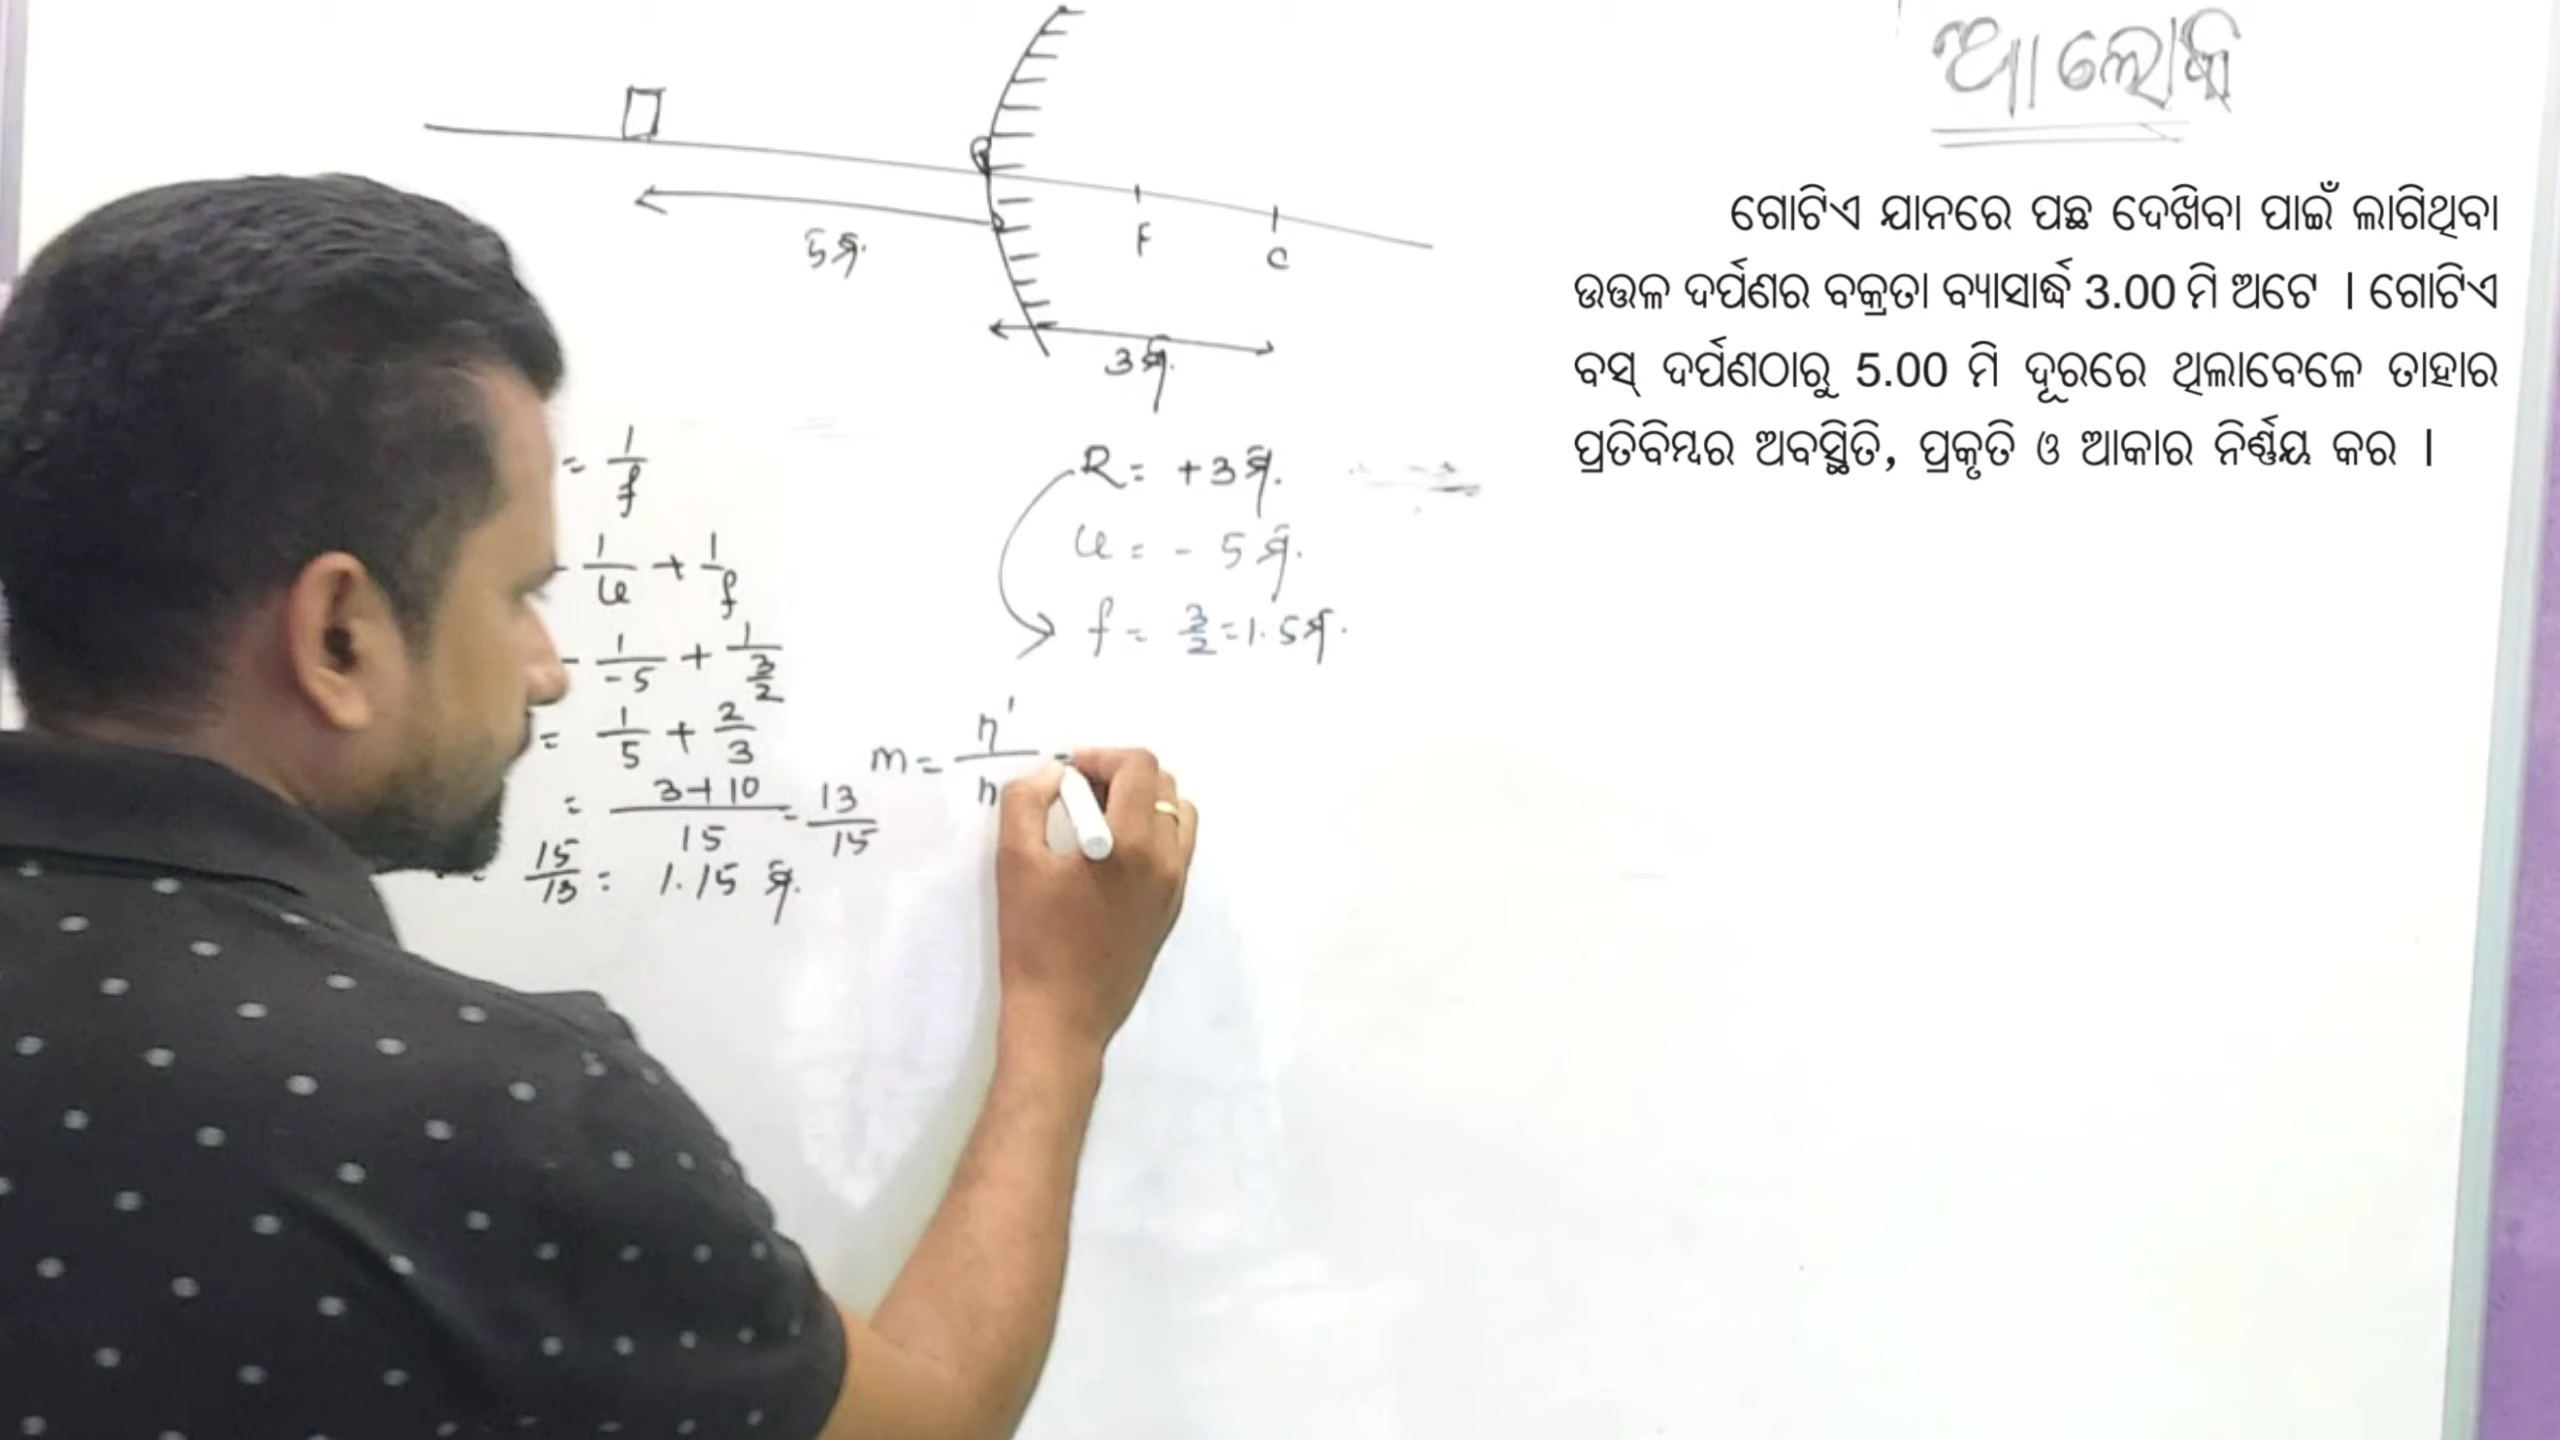 ଆଲୋକ
ଗୋଟିଏ ଯାନରେ ପଛ ଦେଖିବା ପାଇଁ ଲାଗିଥିବା
ଉତ୍ତଳ ଦର୍ପଣର ବକ୍ରତା ବ୍ୟାସାର୍ଦ୍ଧ 3.00 ମି ଅଟେ । ଗୋଟିଏ
ବସ୍ ଦର୍ପଣଠାରୁ 5.00 ମି ଦୂରରେ ଥିଲାବେଳେ ତାହାର
ପ୍ରତିବିମ୍ବର ଅବସ୍ଥିତି, ପ୍ରକୃତି ଓ ଆକାର ନିର୍ଣ୍ଣୟ କର ।
P
5ମି.
F
C
3ମି.
= 1/f
- 1/u + 1/f
- 1/-5 + 1/(3/2)
= 1/5 + 2/3
= 3+10/15 = 13/15
= 15/13 = 1.15 ମି.
R = +3ମି.
u = - 5ମି.
f = 3/2 = 1.5ମି.
m = h'/h =